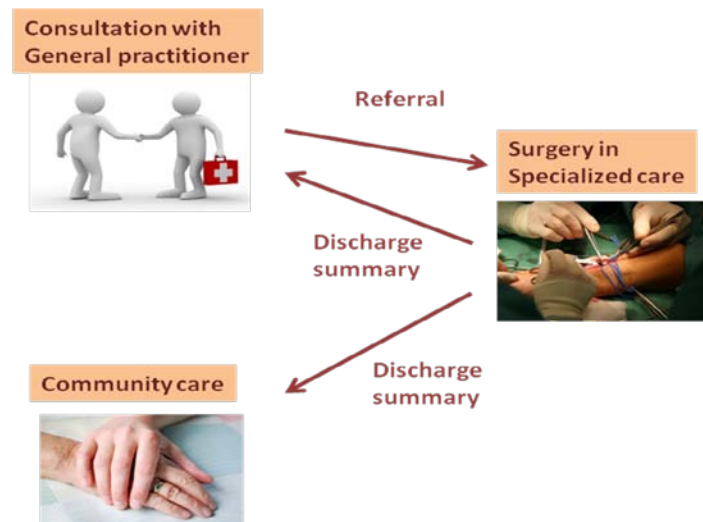 Consultation with
General practitioner
Referral
Surgery in
Specialized care
Discharge
summary
Community care
Discharge
summary